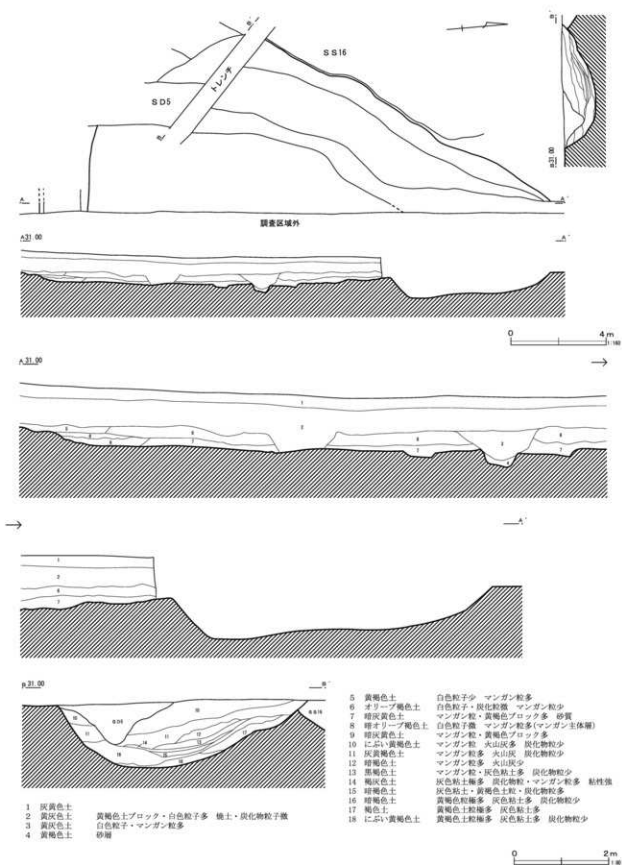 SS16
SD5
トレンチ
B'
B
B'
B 31.00
A
A'
調査区域外
A 31.00
A'
0 4m
1:160
A 31.00
1
2
A'
1
2
6
7
B 31.00
B'
SD5
SS16
5 黄褐色土 白色粒子少 マンガン粒多
6 オリーブ褐色土 白色粒子・炭化粒微 マンガン粒少
7 暗灰黄色土 マンガン粒・黄褐色ブロック多 砂質
8 暗オリーブ褐色土 白色粒子微 マンガン粒多(マンガン主体層)
9 暗灰黄色土 マンガン粒・黄褐色ブロック多
10 にぶい黄褐色土 マンガン粒 火山灰多 炭化物粒少
11 灰黄褐色土 マンガン粒多 火山灰 炭化物粒少
12 暗褐色土 マンガン粒多 火山灰少
13 黒褐色土 マンガン粒・灰色粘土多 炭化物粒少
14 褐灰色土 灰色粘土極多 炭化物粒・マンガン粒多 粘性強
15 暗褐色土 灰色粘土・黄褐色土粒・炭化物粒多
16 暗褐色土 黄褐色粒極多 灰色粘土多 炭化物粒少
17 褐色土 黄褐色土粒極多 灰色粘土多
18 にぶい黄褐色土 黄褐色土粒極多 灰色粘土多 炭化物粒少
1 灰黄色土
2 黄灰色土 黄褐色土ブロック・白色粒子多 焼土・炭化物粒子微
3 黄灰色土 白色粒子・マンガン粒多
4 黄褐色土 砂層
0 2m